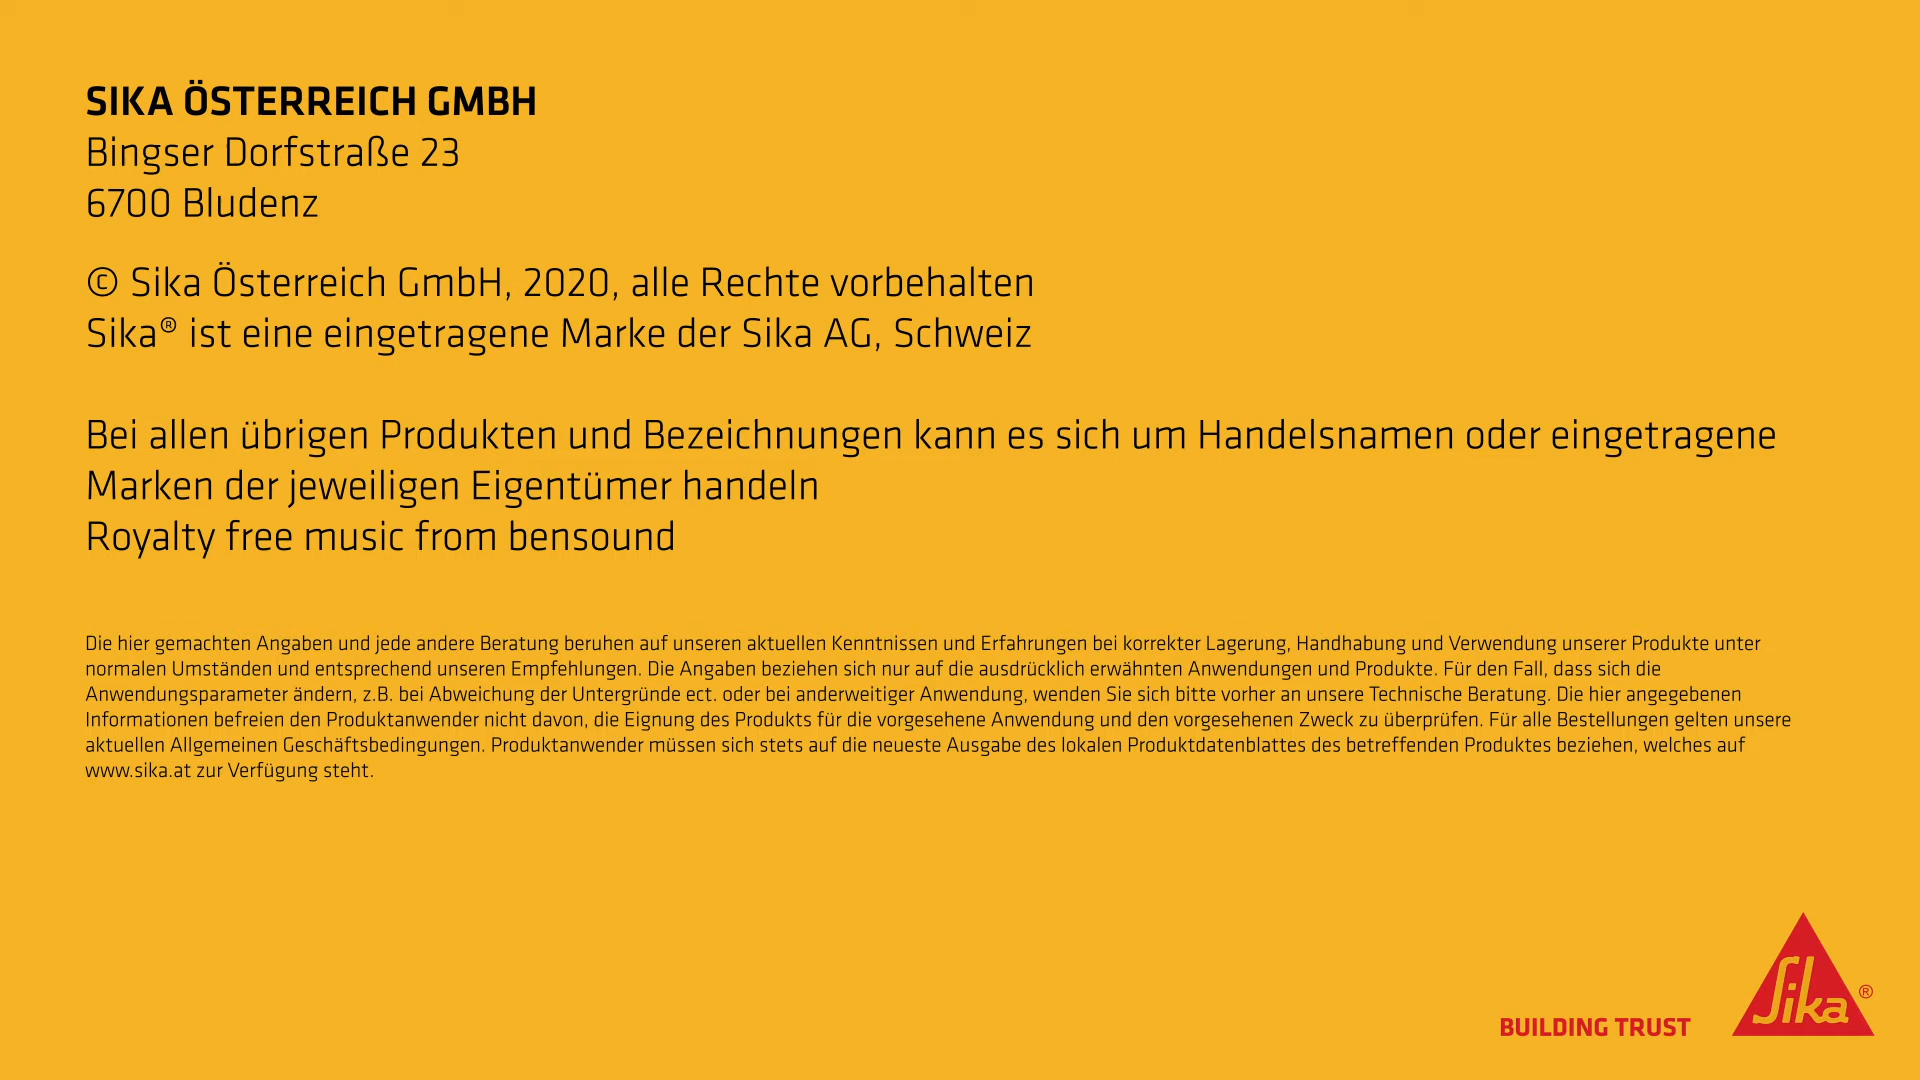 SIKA ÖSTERREICH GMBH
Bingser Dorfstraße 23
6700 Bludenz
© Sika Österreich GmbH, 2020, alle Rechte vorbehalten
Sika® ist eine eingetragene Marke der Sika AG, Schweiz
Bei allen übrigen Produkten und Bezeichnungen kann es sich um Handelsnamen oder eingetragene
Marken der jeweiligen Eigentümer handeln
Royalty free music from bensound
Die hier gemachten Angaben und jede andere Beratung beruhen auf unseren aktuellen Kenntnissen und Erfahrungen bei korrekter Lagerung, Handhabung und Verwendung unserer Produkte unter
normalen Umständen und entsprechend unseren Empfehlungen. Die Angaben beziehen sich nur auf die ausdrücklich erwähnten Anwendungen und Produkte. Für den Fall, dass sich die
Anwendungsparameter ändern, z.B. bei Abweichung der Untergründe ect. oder bei anderweitiger Anwendung, wenden Sie sich bitte vorher an unsere Technische Beratung. Die hier angegebenen
Informationen befreien den Produktanwender nicht davon, die Eignung des Produkts für die vorgesehene Anwendung und den vorgesehenen Zweck zu überprüfen. Für alle Bestellungen gelten unsere
aktuellen Allgemeinen Geschäftsbedingungen. Produktanwender müssen sich stets auf die neueste Ausgabe des lokalen Produktdatenblattes des betreffenden Produktes beziehen, welches auf
www.sika.at zur Verfügung steht.
BUILDING TRUST
Sika®